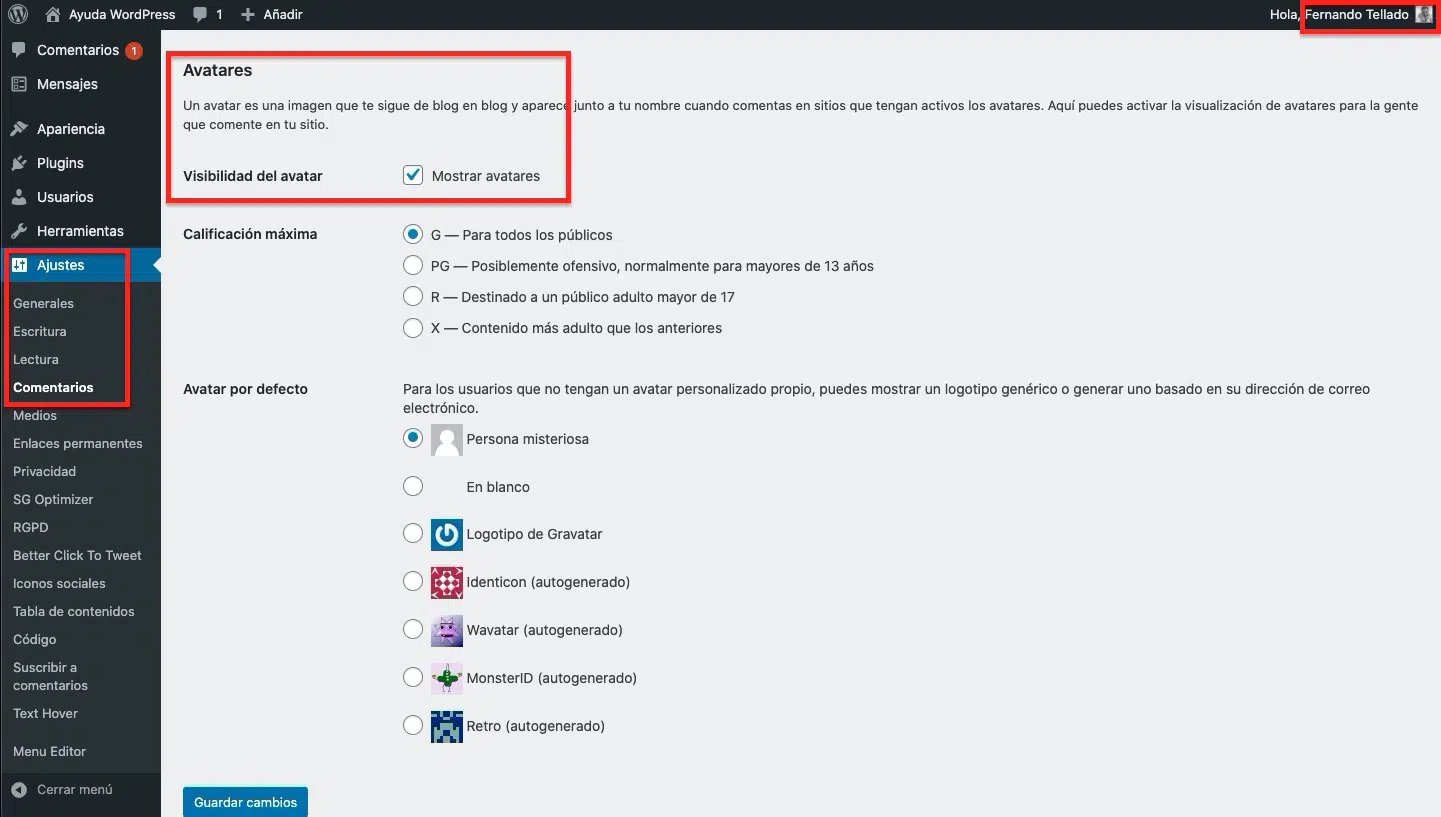 Ayuda WordPress 1 Añadir Hola, Fernando Tellado
Comentarios 1
Mensajes
Apariencia
Plugins
Usuarios
Herramientas
Ajustes
Generales
Escritura
Lectura
Comentarios
Medios
Enlaces permanentes
Privacidad
SG Optimizer
RGPD
Better Click To Tweet
Iconos sociales
Tabla de contenidos
Código
Suscribir a
comentarios
Text Hover
Menu Editor
Cerrar menú
Avatares
Un avatar es una imagen que te sigue de blog en blog y aparece junto a tu nombre cuando comentas en sitios que tengan activos los avatares. Aquí puedes activar la visualización de avatares para la gente
que comente en tu sitio.
Visibilidad del avatar Mostrar avatares
Calificación máxima G — Para todos los públicos
PG — Posiblemente ofensivo, normalmente para mayores de 13 años
R — Destinado a un público adulto mayor de 17
X — Contenido más adulto que los anteriores
Avatar por defecto Para los usuarios que no tengan un avatar personalizado propio, puedes mostrar un logotipo genérico o generar uno basado en su dirección de correo
electrónico.
Persona misteriosa
En blanco
Logotipo de Gravatar
Identicon (autogenerado)
Wavatar (autogenerado)
MonsterID (autogenerado)
Retro (autogenerado)
Guardar cambios